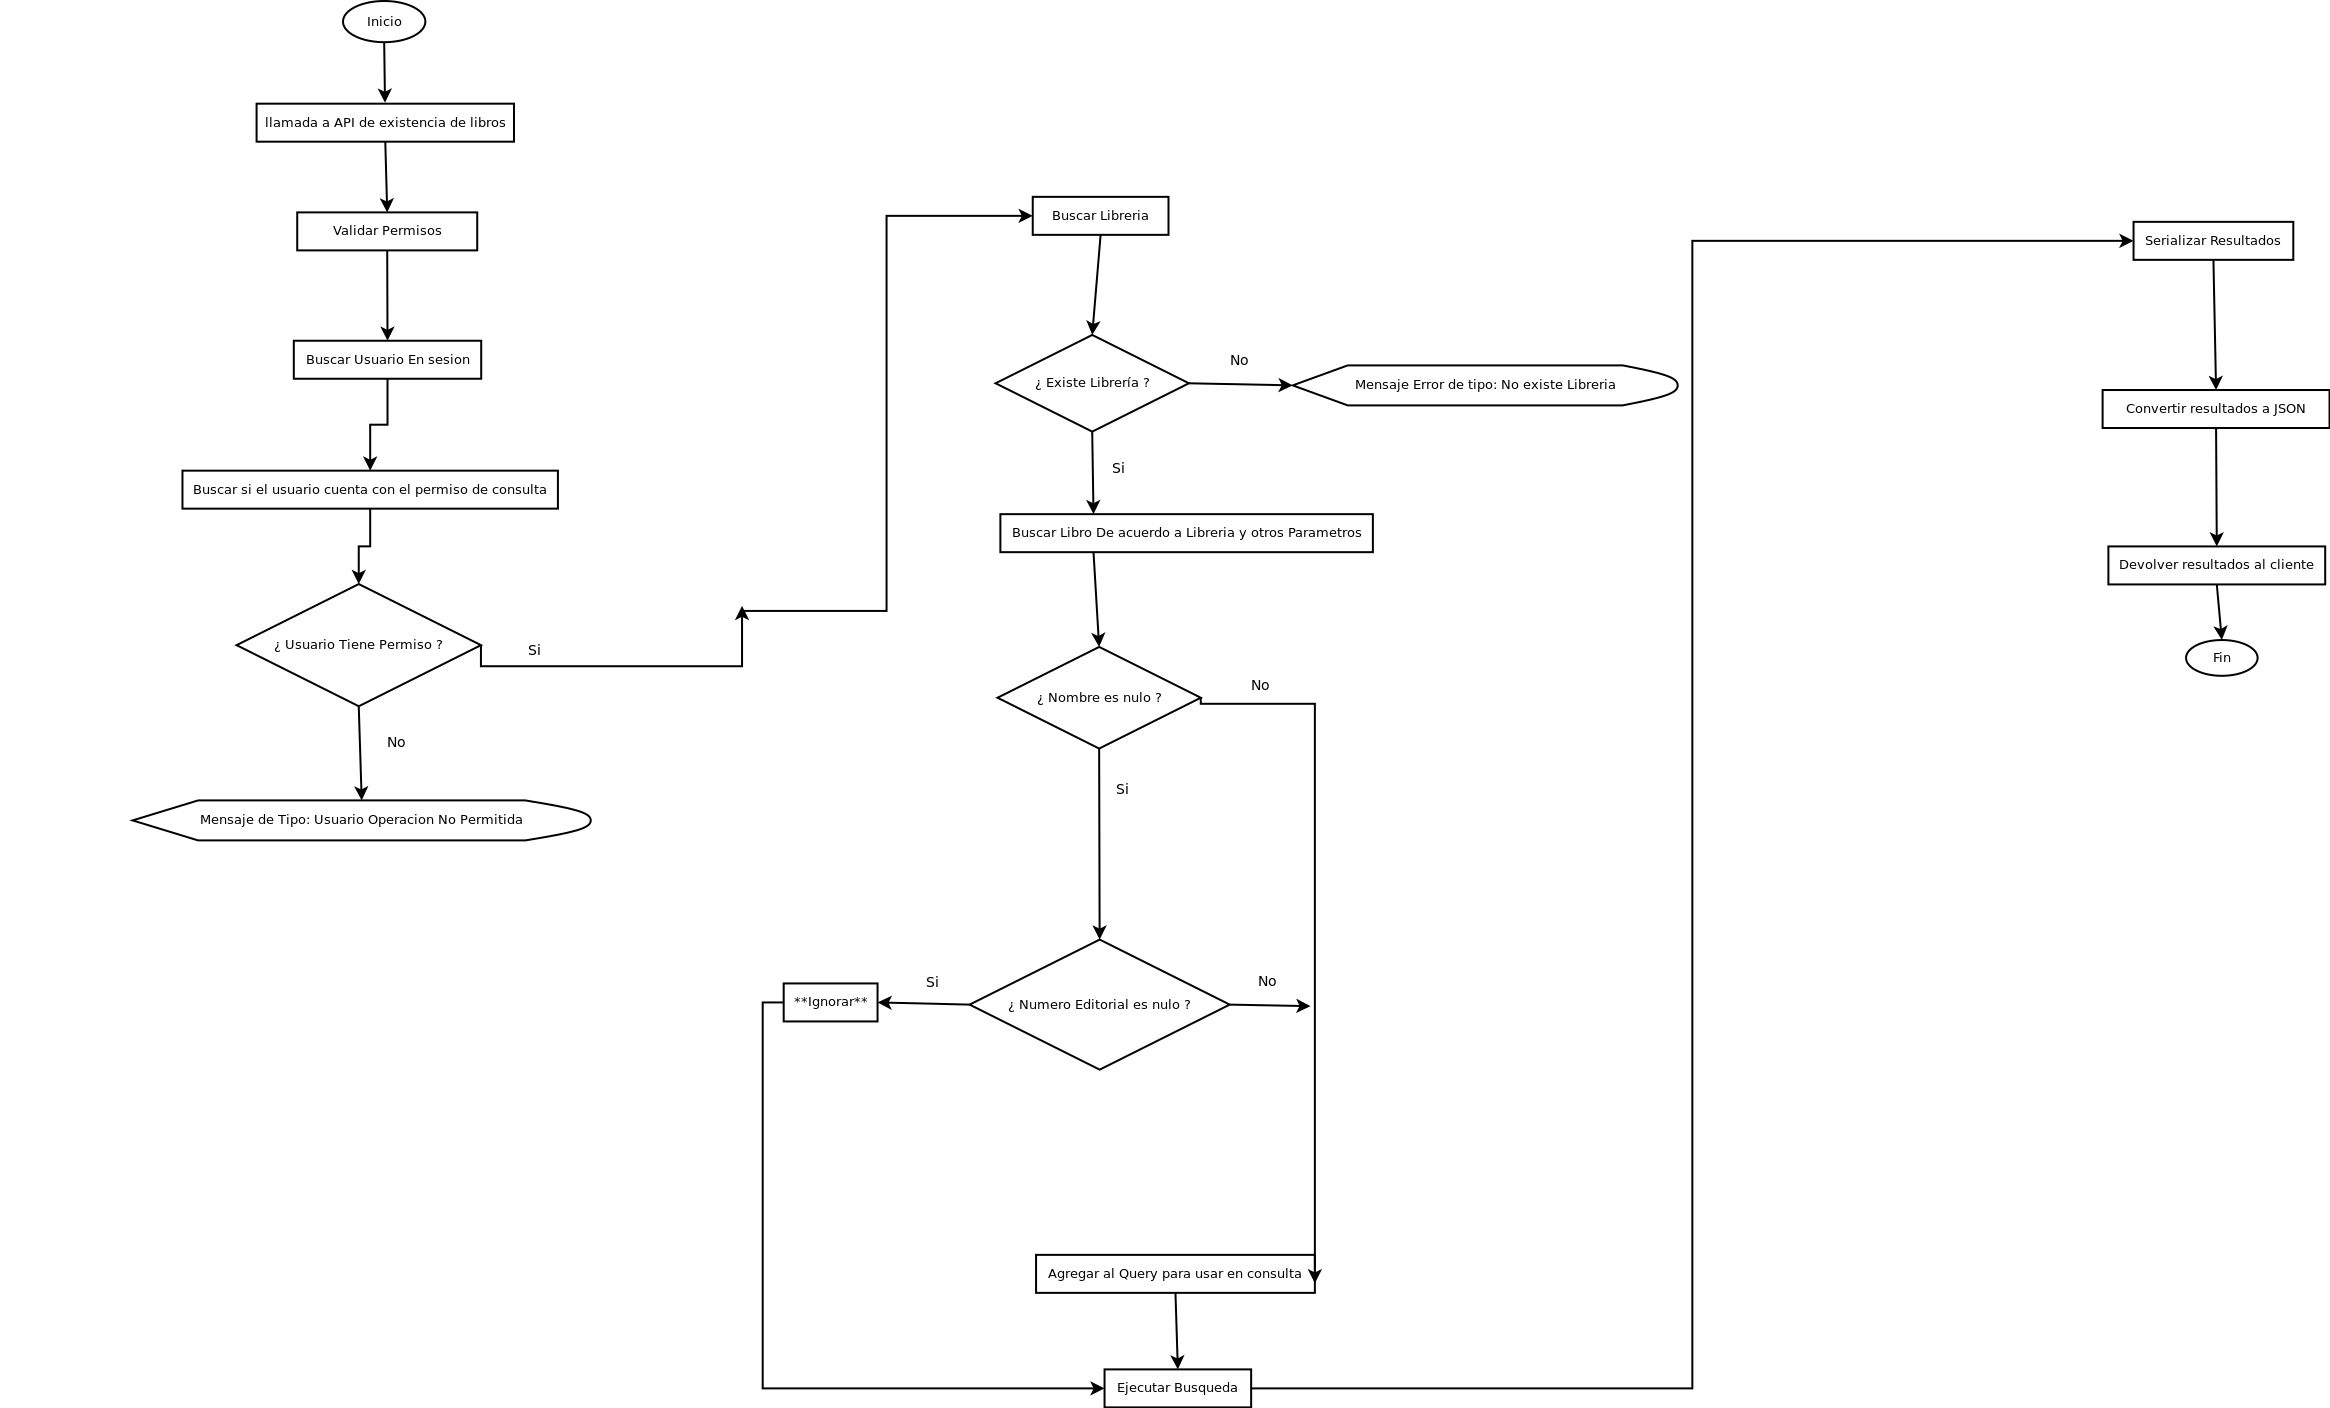 Inicio
llamada a API de existencia de libros
Validar Permisos
Buscar Usuario En sesion
Buscar si el usuario cuenta con el permiso de consulta
¿ Usuario Tiene Permiso ?
Si
No
Mensaje de Tipo: Usuario Operacion No Permitida
Buscar Libreria
¿ Existe Librería ?
No
Mensaje Error de tipo: No existe Libreria
Si
Buscar Libro De acuerdo a Libreria y otros Parametros
¿ Nombre es nulo ?
No
Si
¿ Numero Editorial es nulo ?
Si
**Ignorar**
No
Agregar al Query para usar en consulta
Ejecutar Busqueda
Serializar Resultados
Convertir resultados a JSON
Devolver resultados al cliente
Fin